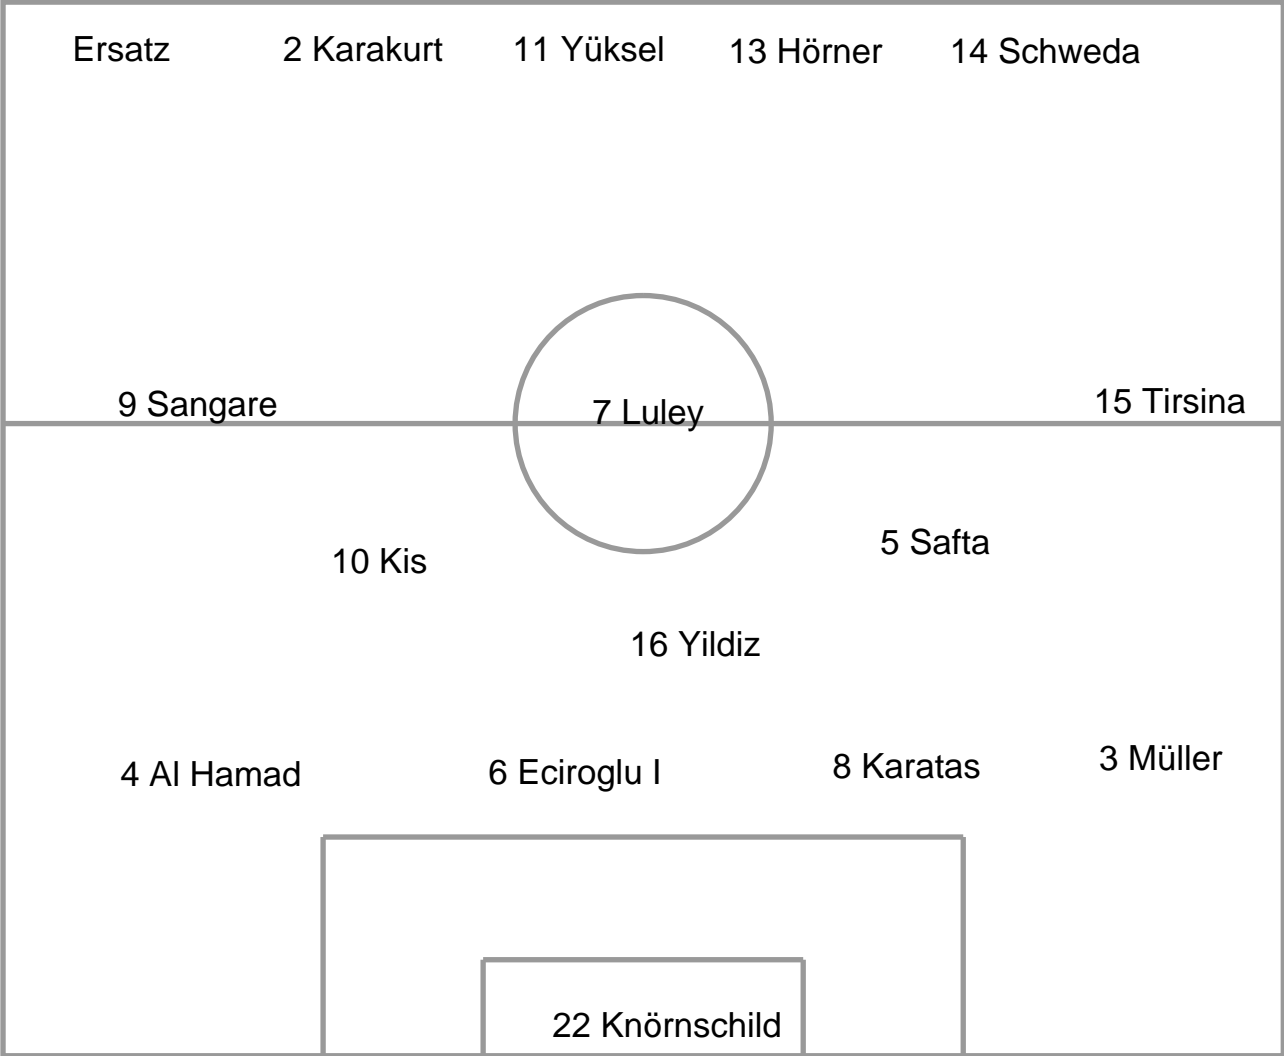 Ersatz 2 Karakurt 11 Yüksel 13 Hörner 14 Schweda
9 Sangare 7 Luley 15 Tirsina
10 Kis 5 Safta
16 Yildiz
4 Al Hamad 6 Eciroglu I 8 Karatas 3 Müller
22 Knörnschild